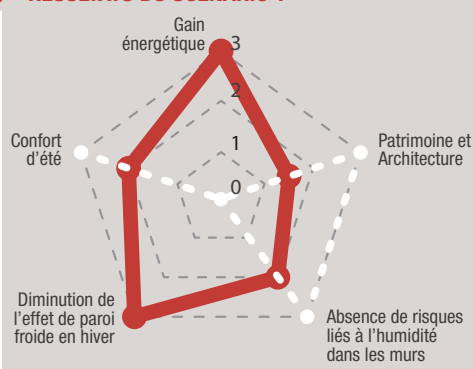 Gain
énergétique
3
2
1
0
Confort
d'été
Patrimoine et
Architecture
Diminution de
l'effet de paroi
froide en hiver
Absence de risques
liés à l'humidité
dans les murs